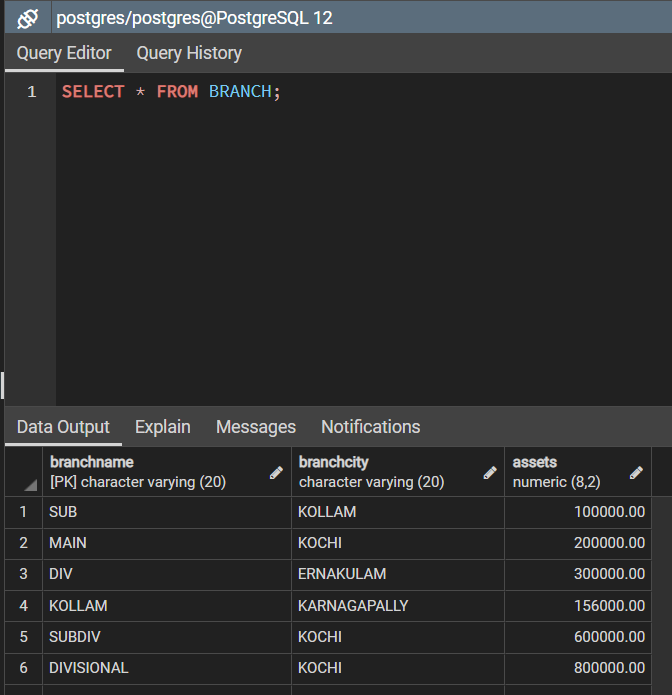 postgres/postgres@PostgreSQL 12
Query Editor Query History
1 SELECT * FROM BRANCH;
Data Output Explain Messages Notifications
branchname branchcity assets
[PK] character varying (20) character varying (20) numeric (8,2)
1 SUB KOLLAM 100000.00
2 MAIN KOCHI 200000.00
3 DIV ERNAKULAM 300000.00
4 KOLLAM KARNAGAPALLY 156000.00
5 SUBDIV KOCHI 600000.00
6 DIVISIONAL KOCHI 800000.00